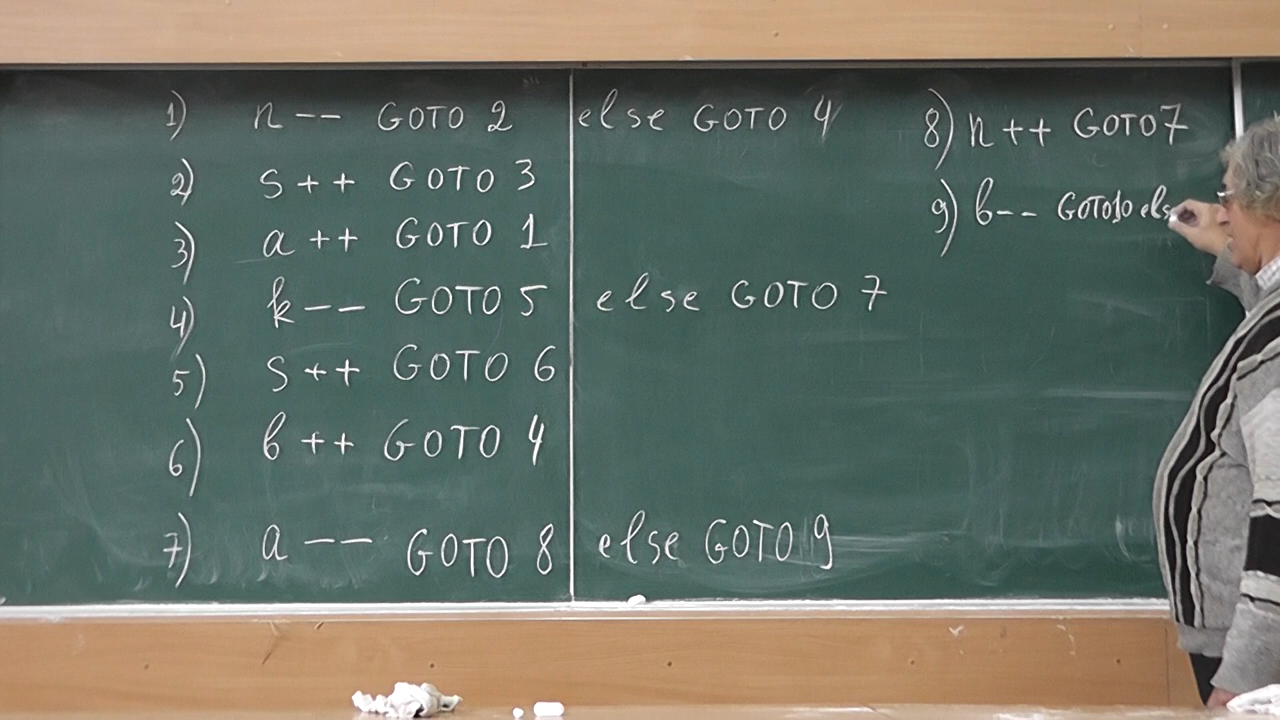 1) n-- GOTO 2 else GOTO 4
2) s++ GOTO 3
3) a++ GOTO 1
4) k-- GOTO 5 else GOTO 7
5) s++ GOTO 6
6) b++ GOTO 4
7) a-- GOTO 8 else GOTO 9
8) n++ GOTO 7
9) b-- GOTO 10 els